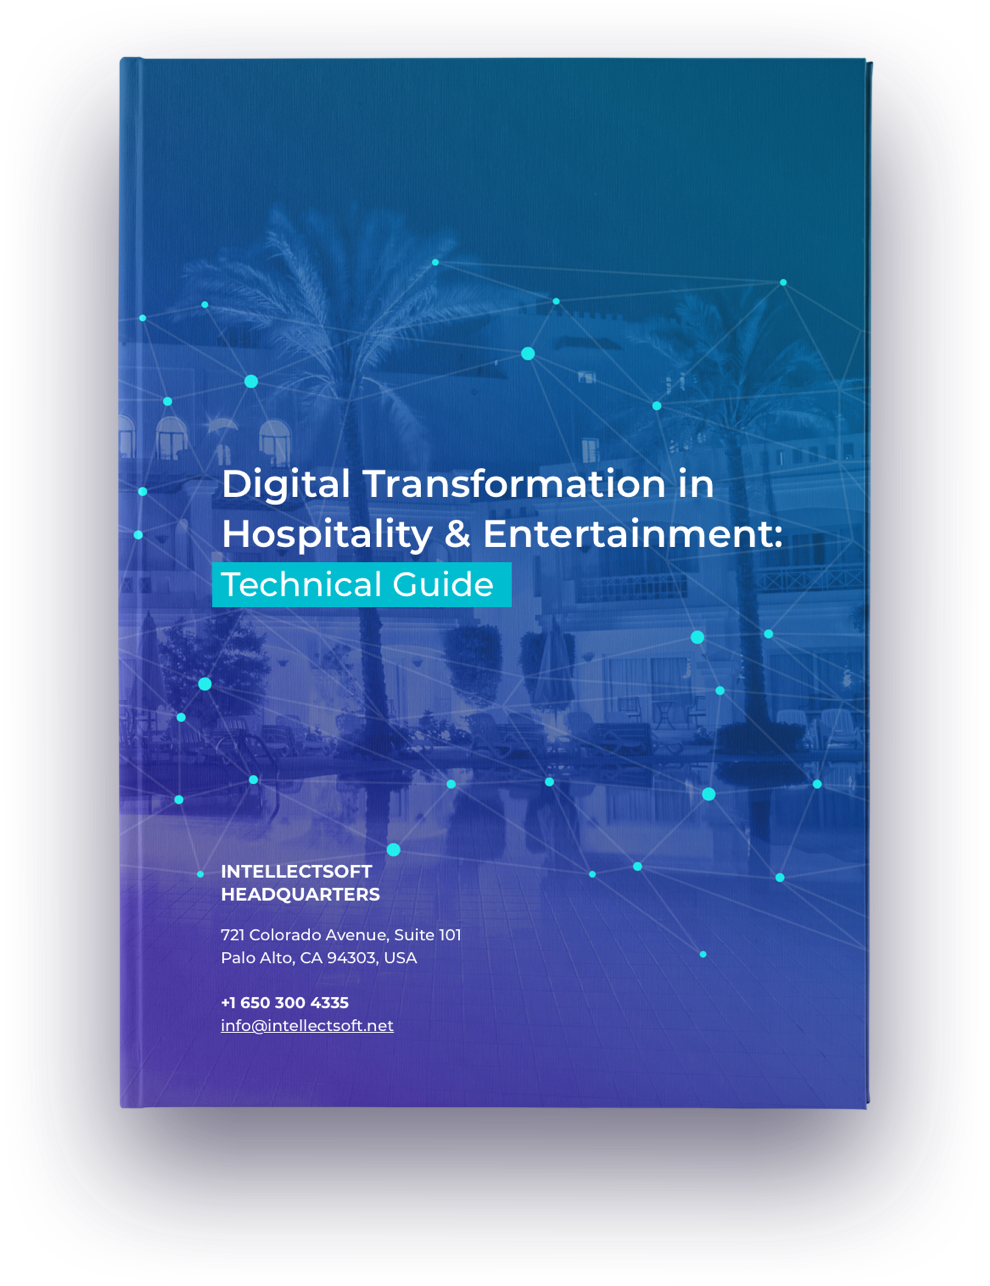 Digital Transformation in
Hospitality & Entertainment:
Technical Guide
INTELLECTSOFT
HEADQUARTERS
721 Colorado Avenue, Suite 101
Palo Alto, CA 94303, USA
+1 650 300 4335
info@intellectsoft.net